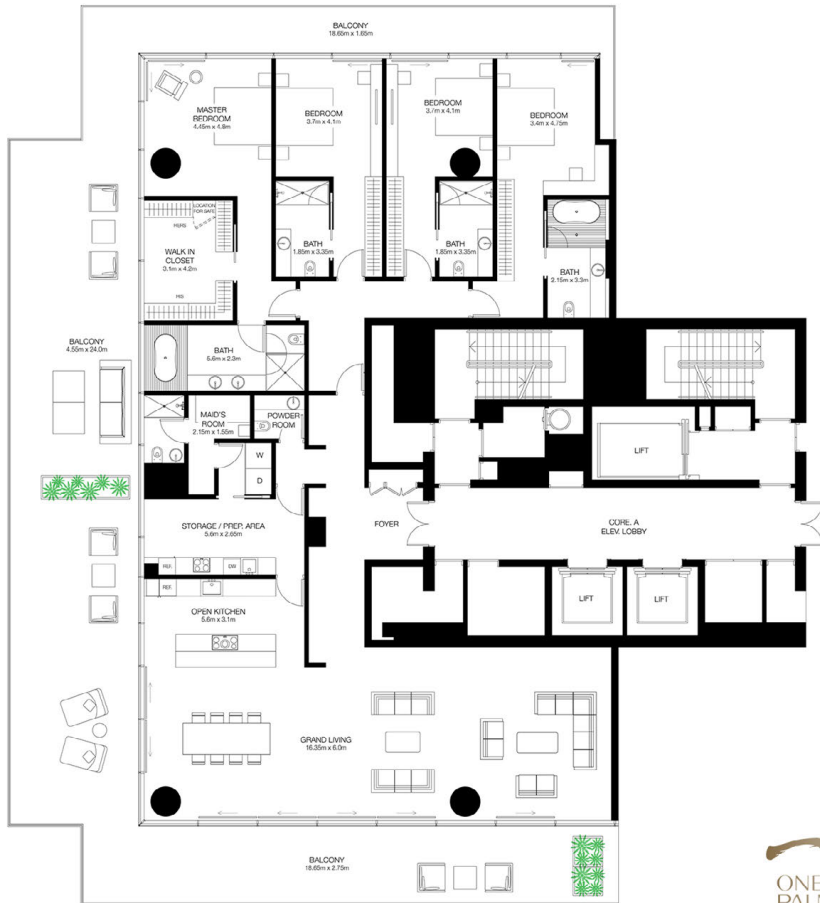 BALCONY
18.65m x 1.65m
MASTER
BEDROOM
4.45m x 4.8m
BEDROOM
3.7m x 4.1m
BEDROOM
3.7m x 4.1m
BEDROOM
3.4m x 4.75m
LOCATION
FOR SAFE
HERS
WALK IN
CLOSET
3.1m x 4.2m
HIS
BATH
1.85m x 3.35m
BATH
1.85m x 3.35m
BATH
2.15m x 3.3m
BALCONY
4.55m x 24.0m
BATH
5.6m x 2.3m
MAID'S
ROOM
2.15m x 1.55m
POWDER
ROOM
W
D
LIFT
STORAGE / PREP. AREA
5.6m x 2.65m
FOYER
CORE. A
ELEV. LOBBY
REF.
DW
REF.
OPEN KITCHEN
5.6m x 3.1m
LIFT
LIFT
GRAND LIVING
16.35m x 6.0m
BALCONY
18.65m x 2.75m
ONE
PALM